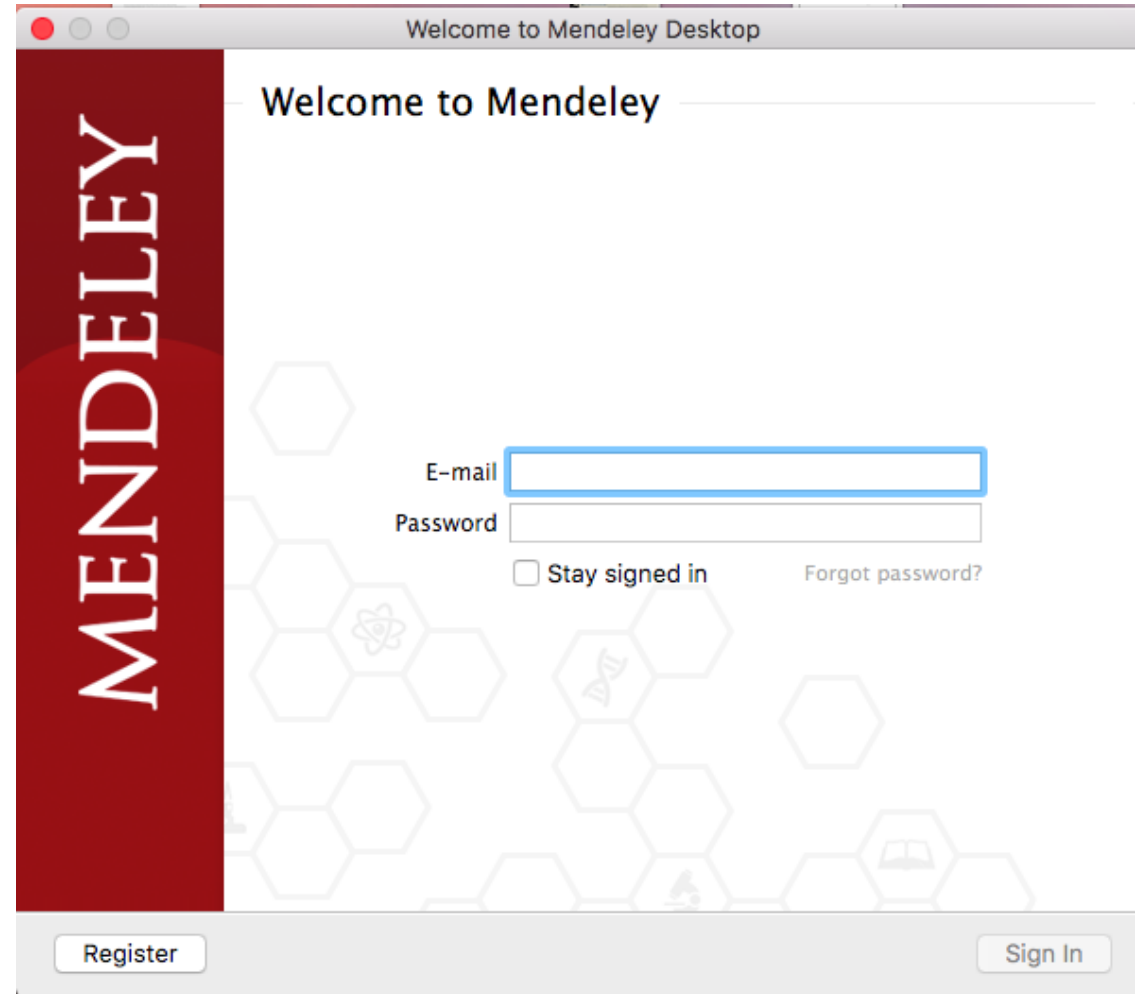 Welcome to Mendeley Desktop
MENDELEY
Welcome to Mendeley
E-mail
Password
Stay signed in
Forgot password?
Register
Sign In